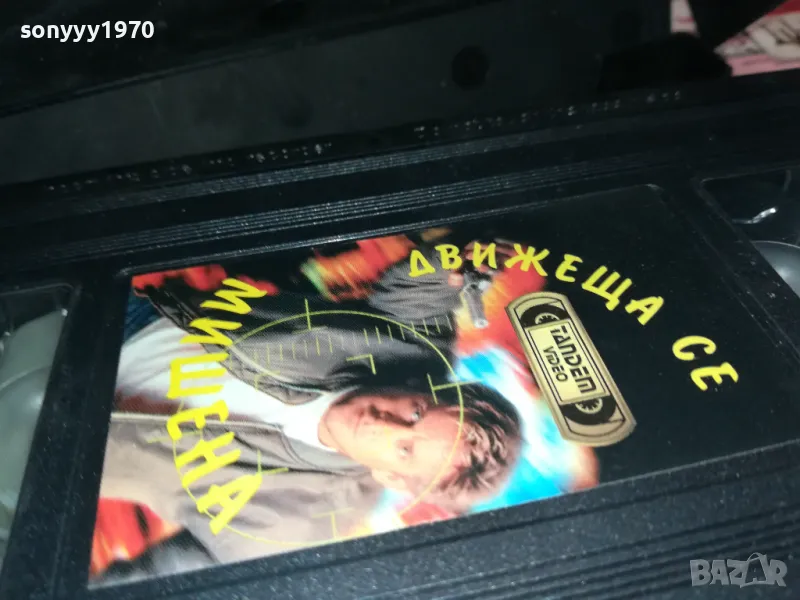 sonyyy1970
ДВИЖЕЩА СЕ
МИШЕНА
TANDEM
VIDEO
BAZAR